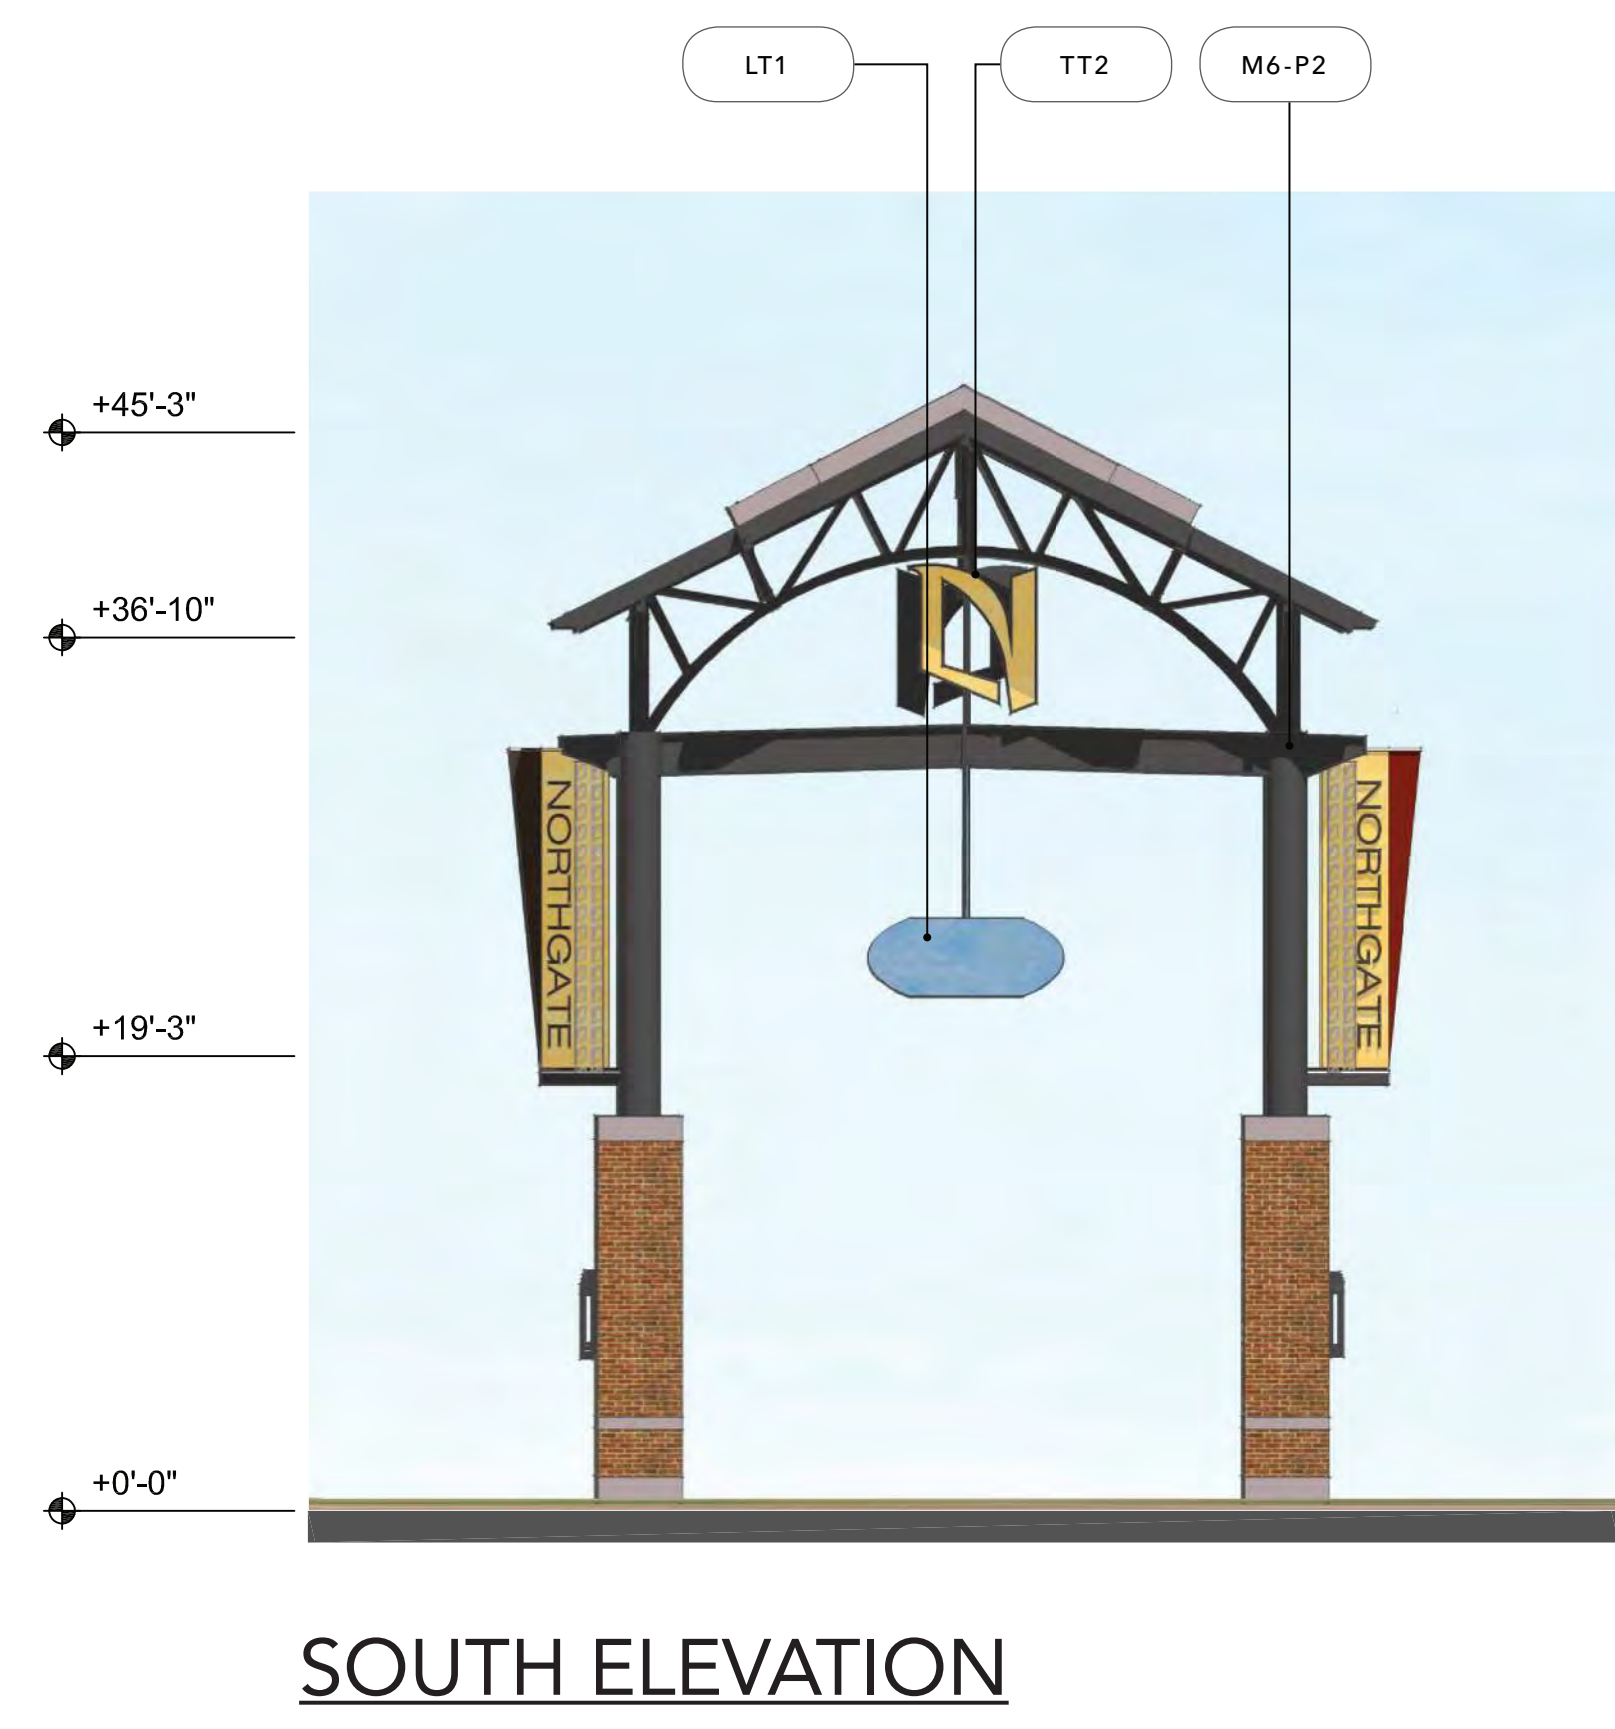 LT1
TT2
M6-P2
+45'-3"
+36'-10"
+19'-3"
+0'-0"
N
NORTHGATE
NORTHGATE
SOUTH ELEVATION